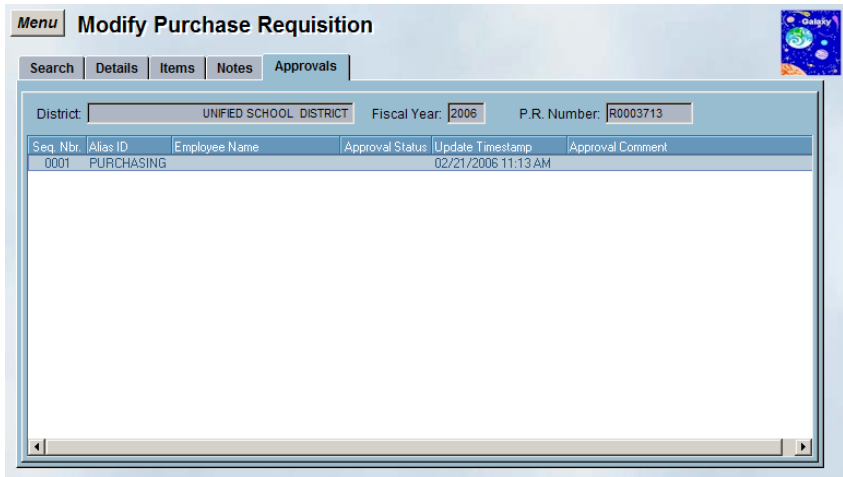 Menu Modify Purchase Requisition
Galaxy
Search Details Items Notes Approvals
District: UNIFIED SCHOOL DISTRICT Fiscal Year: 2006 P.R. Number: R0003713
Seq. Nbr. Alias ID Employee Name Approval Status Update Timestamp Approval Comment
0001 PURCHASING 02/21/2006 11:13 AM